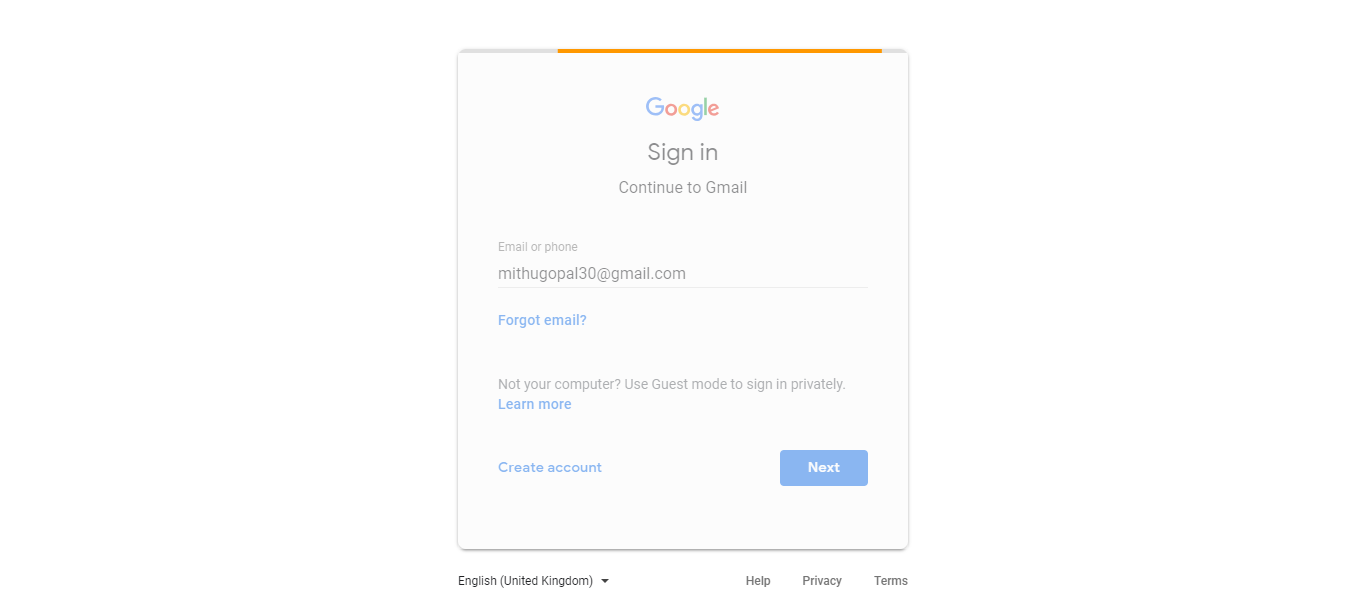 Google
Sign in
Continue to Gmail
Email or phone
mithugopal30@gmail.com
Forgot email?
Not your computer? Use Guest mode to sign in privately.
Learn more
Create account
Next
English (United Kingdom)
Help
Privacy
Terms